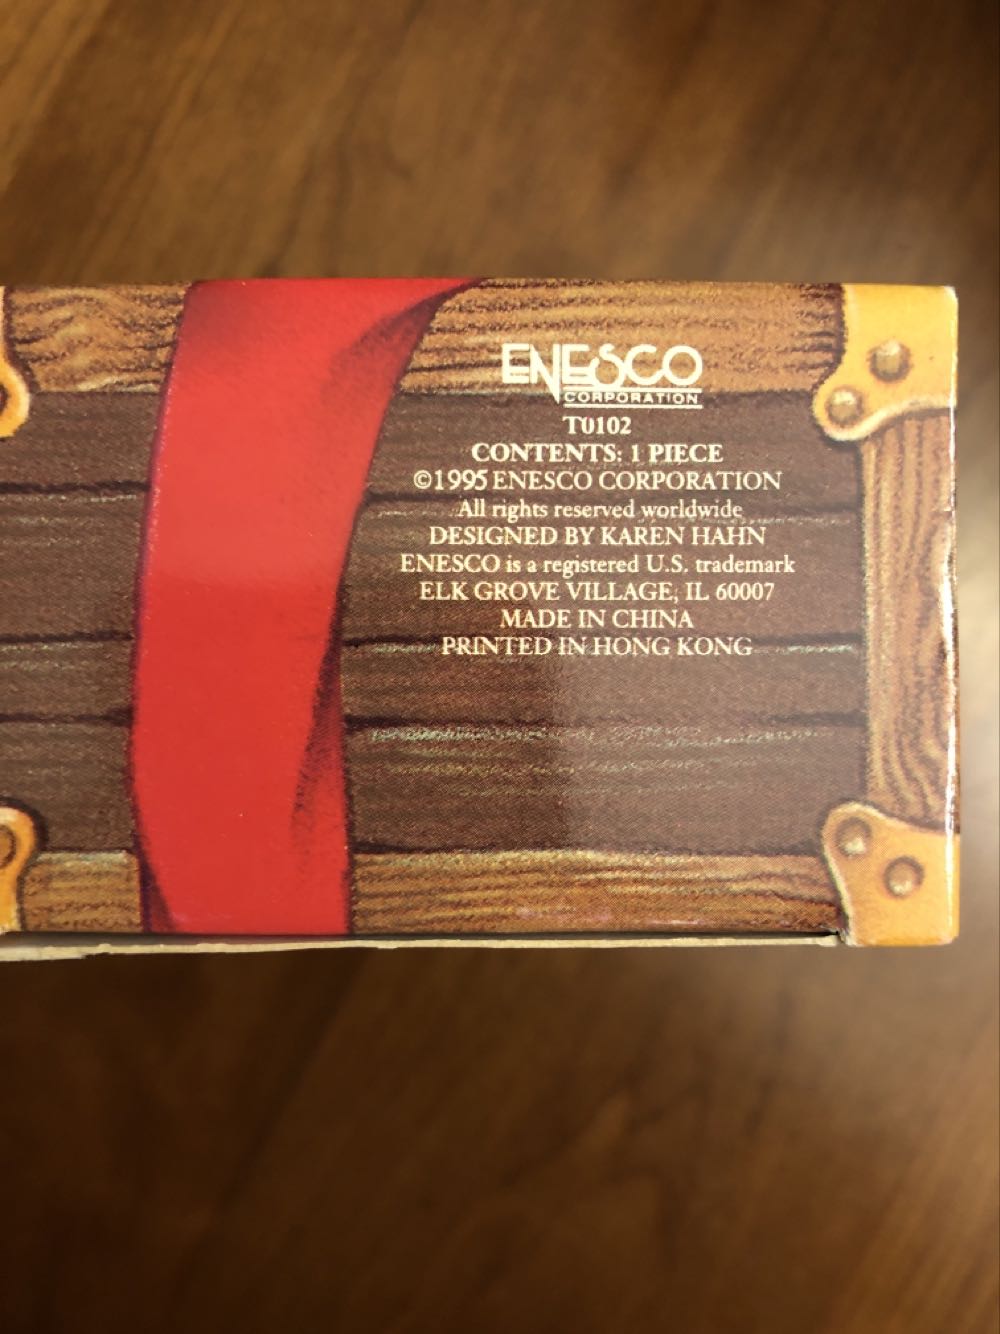 ENESCO
CORPORATION
T0102
CONTENTS: 1 PIECE
©1995 ENESCO CORPORATION
All rights reserved worldwide
DESIGNED BY KAREN HAHN
ENESCO is a registered U.S. trademark
ELK GROVE VILLAGE, IL 60007
MADE IN CHINA
PRINTED IN HONG KONG